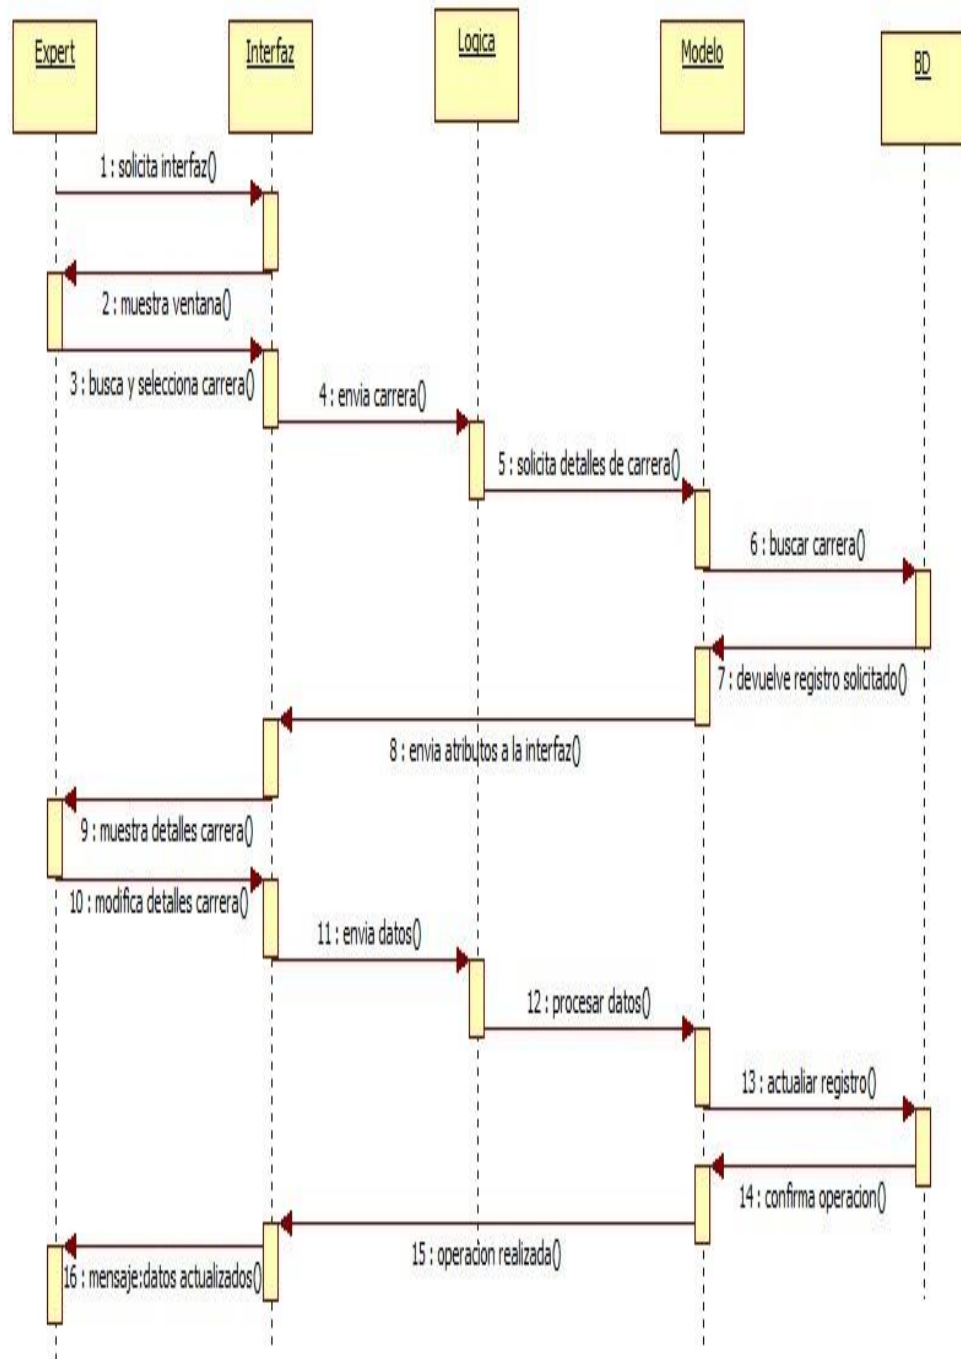 Expert
Interfaz
Logica
Modelo
BD
1 : solicita interfaz()
2 : muestra ventana()
3 : busca y selecciona carrera()
4 : envia carrera()
5 : solicita detalles de carrera()
6 : buscar carrera()
7 : devuelve registro solicitado()
8 : envia atributos a la interfaz()
9 : muestra detalles carrera()
10 : modifica detalles carrera()
11 : envia datos()
12 : procesar datos()
13 : actualiar registro()
14 : confirma operacion()
15 : operacion realizada()
16 : mensaje:datos actualizados()